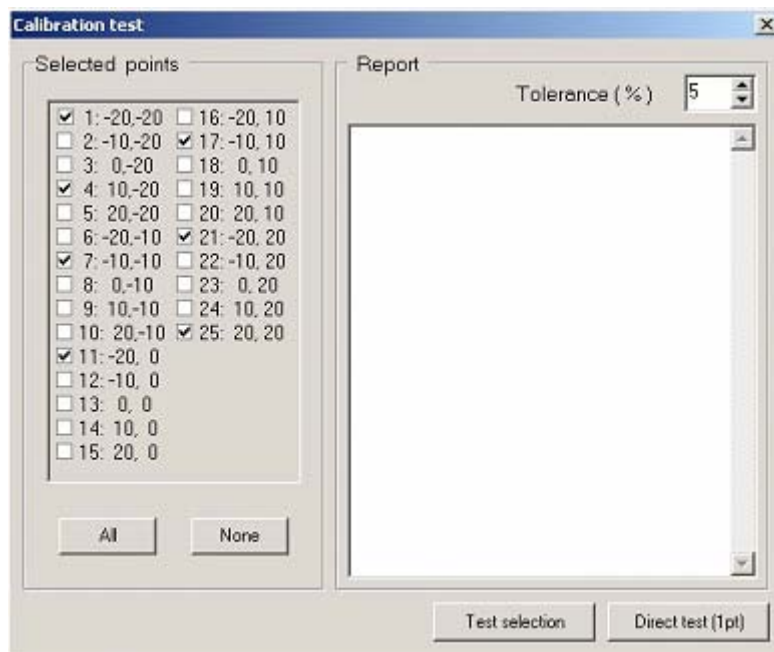 Calibration test
Selected points
1: -20,-20
2: -10,-20
3: 0,-20
4: 10,-20
5: 20,-20
6: -20,-10
7: -10,-10
8: 0,-10
9: 10,-10
10: 20,-10
11: -20, 0
12: -10, 0
13: 0, 0
14: 10, 0
15: 20, 0
16: -20, 10
17: -10, 10
18: 0, 10
19: 10, 10
20: 20, 10
21: -20, 20
22: -10, 20
23: 0, 20
24: 10, 20
25: 20, 20
All
None
Report
Tolerance ( % )
5
Test selection
Direct test (1pt)